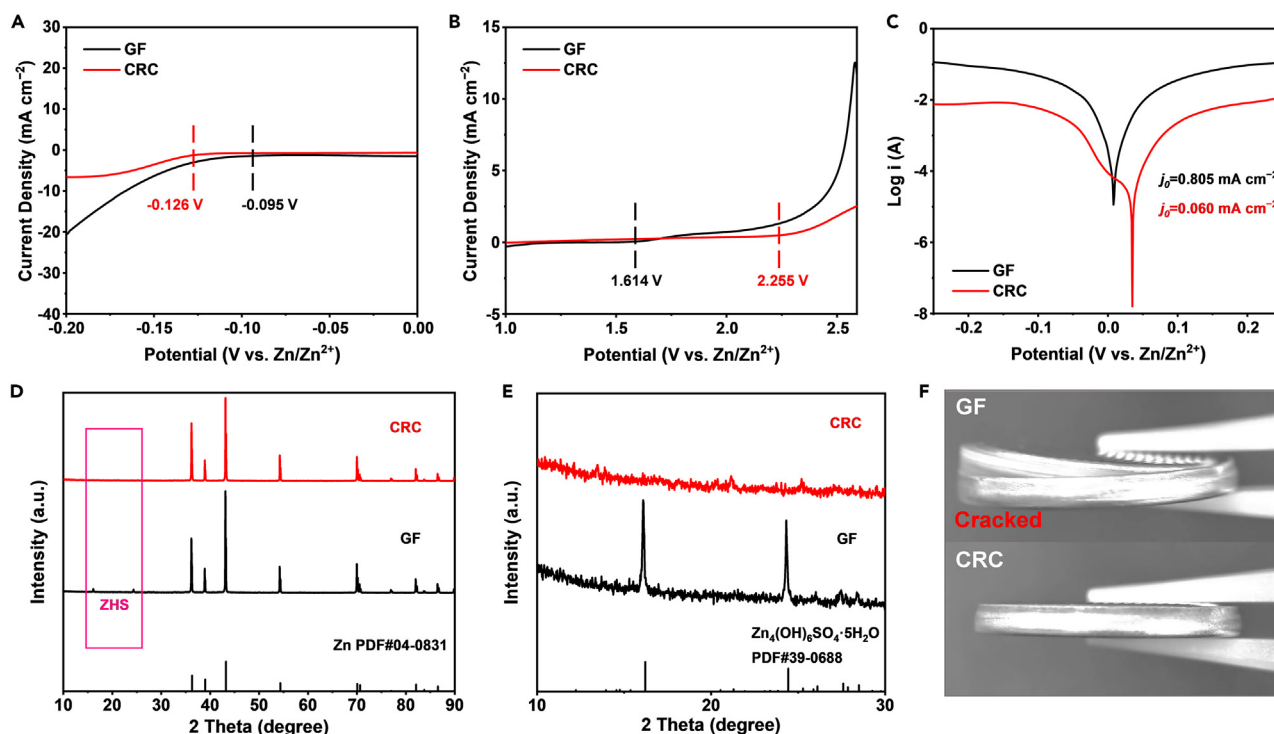 A
GF
CRC
-0.126 V
-0.095 V
Current Density (mA cm⁻²)
30
20
10
0
-10
-20
-30
-40
-0.20
-0.15
-0.10
-0.05
0.00
Potential (V vs. Zn/Zn²⁺)
B
GF
CRC
1.614 V
2.255 V
Current Density (mA cm⁻²)
15
10
5
0
-5
1.0
1.5
2.0
2.5
Potential (V vs. Zn/Zn²⁺)
C
j₀=0.805 mA cm⁻²
j₀=0.060 mA cm⁻²
GF
CRC
Log i (A)
0
-2
-4
-6
-8
-0.2
-0.1
0.0
0.1
0.2
Potential (V vs. Zn/Zn²⁺)
D
CRC
GF
ZHS
Zn PDF#04-0831
Intensity (a.u.)
10
20
30
40
50
60
70
80
90
2 Theta (degree)
E
CRC
GF
Zn₄(OH)₆SO₄·5H₂O
PDF#39-0688
Intensity (a.u.)
10
20
30
2 Theta (degree)
F
GF
Cracked
CRC